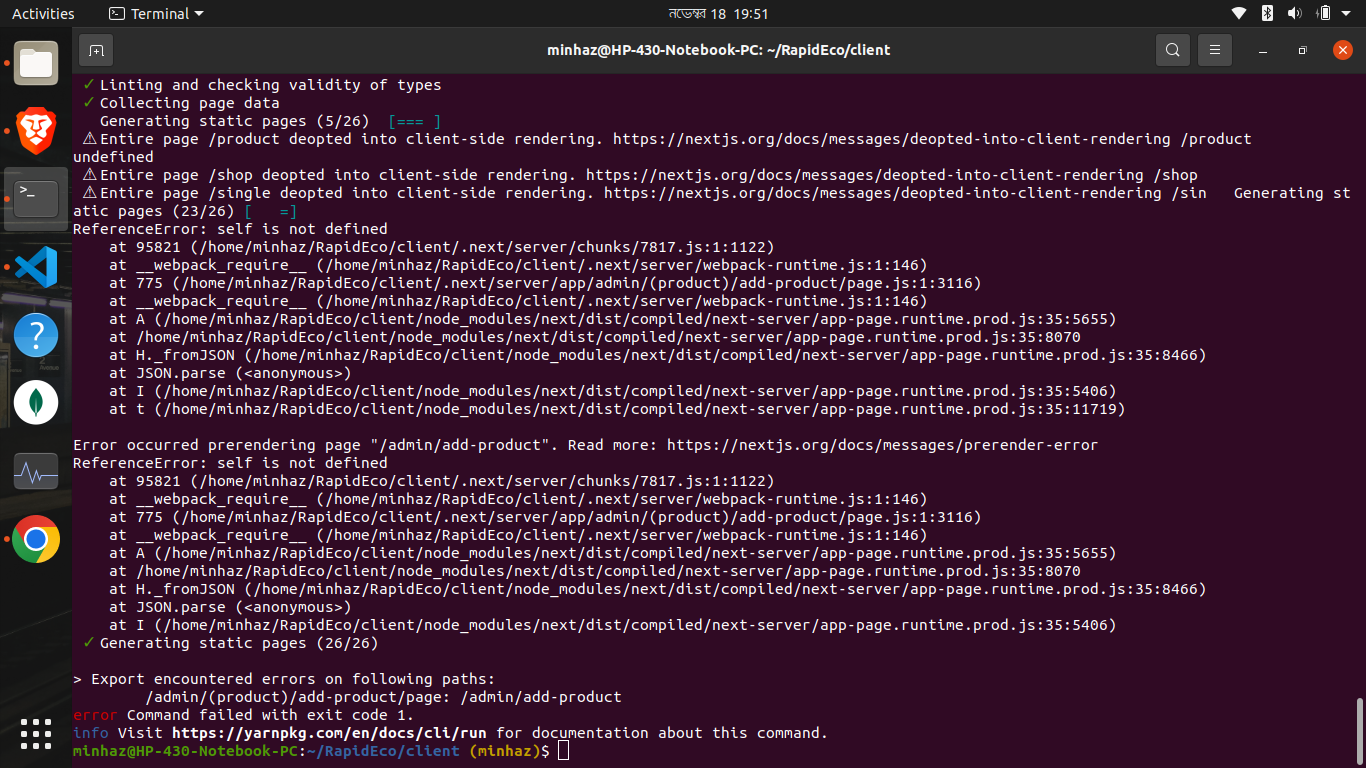 Activities
Terminal
নভেম্বর 18 19:51
minhaz@HP-430-Notebook-PC: ~/RapidEco/client
✓ Linting and checking validity of types
✓ Collecting page data
Generating static pages (5/26)  [=== ]
⚠ Entire page /product deopted into client-side rendering. https://nextjs.org/docs/messages/deopted-into-client-rendering /product
undefined
⚠ Entire page /shop deopted into client-side rendering. https://nextjs.org/docs/messages/deopted-into-client-rendering /shop
⚠ Entire page /single deopted into client-side rendering. https://nextjs.org/docs/messages/deopted-into-client-rendering /sin   Generating st
atic pages (23/26) [   =]
ReferenceError: self is not defined
at 95821 (/home/minhaz/RapidEco/client/.next/server/chunks/7817.js:1:1122)
at __webpack_require__ (/home/minhaz/RapidEco/client/.next/server/webpack-runtime.js:1:146)
at 775 (/home/minhaz/RapidEco/client/.next/server/app/admin/(product)/add-product/page.js:1:3116)
at __webpack_require__ (/home/minhaz/RapidEco/client/.next/server/webpack-runtime.js:1:146)
at A (/home/minhaz/RapidEco/client/node_modules/next/dist/compiled/next-server/app-page.runtime.prod.js:35:5655)
at /home/minhaz/RapidEco/client/node_modules/next/dist/compiled/next-server/app-page.runtime.prod.js:35:8070
at H._fromJSON (/home/minhaz/RapidEco/client/node_modules/next/dist/compiled/next-server/app-page.runtime.prod.js:35:8466)
at JSON.parse (<anonymous>)
at I (/home/minhaz/RapidEco/client/node_modules/next/dist/compiled/next-server/app-page.runtime.prod.js:35:5406)
at t (/home/minhaz/RapidEco/client/node_modules/next/dist/compiled/next-server/app-page.runtime.prod.js:35:11719)
Error occurred prerendering page "/admin/add-product". Read more: https://nextjs.org/docs/messages/prerender-error
ReferenceError: self is not defined
at 95821 (/home/minhaz/RapidEco/client/.next/server/chunks/7817.js:1:1122)
at __webpack_require__ (/home/minhaz/RapidEco/client/.next/server/webpack-runtime.js:1:146)
at 775 (/home/minhaz/RapidEco/client/.next/server/app/admin/(product)/add-product/page.js:1:3116)
at __webpack_require__ (/home/minhaz/RapidEco/client/.next/server/webpack-runtime.js:1:146)
at A (/home/minhaz/RapidEco/client/node_modules/next/dist/compiled/next-server/app-page.runtime.prod.js:35:5655)
at /home/minhaz/RapidEco/client/node_modules/next/dist/compiled/next-server/app-page.runtime.prod.js:35:8070
at H._fromJSON (/home/minhaz/RapidEco/client/node_modules/next/dist/compiled/next-server/app-page.runtime.prod.js:35:8466)
at JSON.parse (<anonymous>)
at I (/home/minhaz/RapidEco/client/node_modules/next/dist/compiled/next-server/app-page.runtime.prod.js:35:5406)
✓ Generating static pages (26/26)
> Export encountered errors on following paths:
/admin/(product)/add-product/page: /admin/add-product
error Command failed with exit code 1.
info Visit https://yarnpkg.com/en/docs/cli/run for documentation about this command.
minhaz@HP-430-Notebook-PC:~/RapidEco/client (minhaz)$